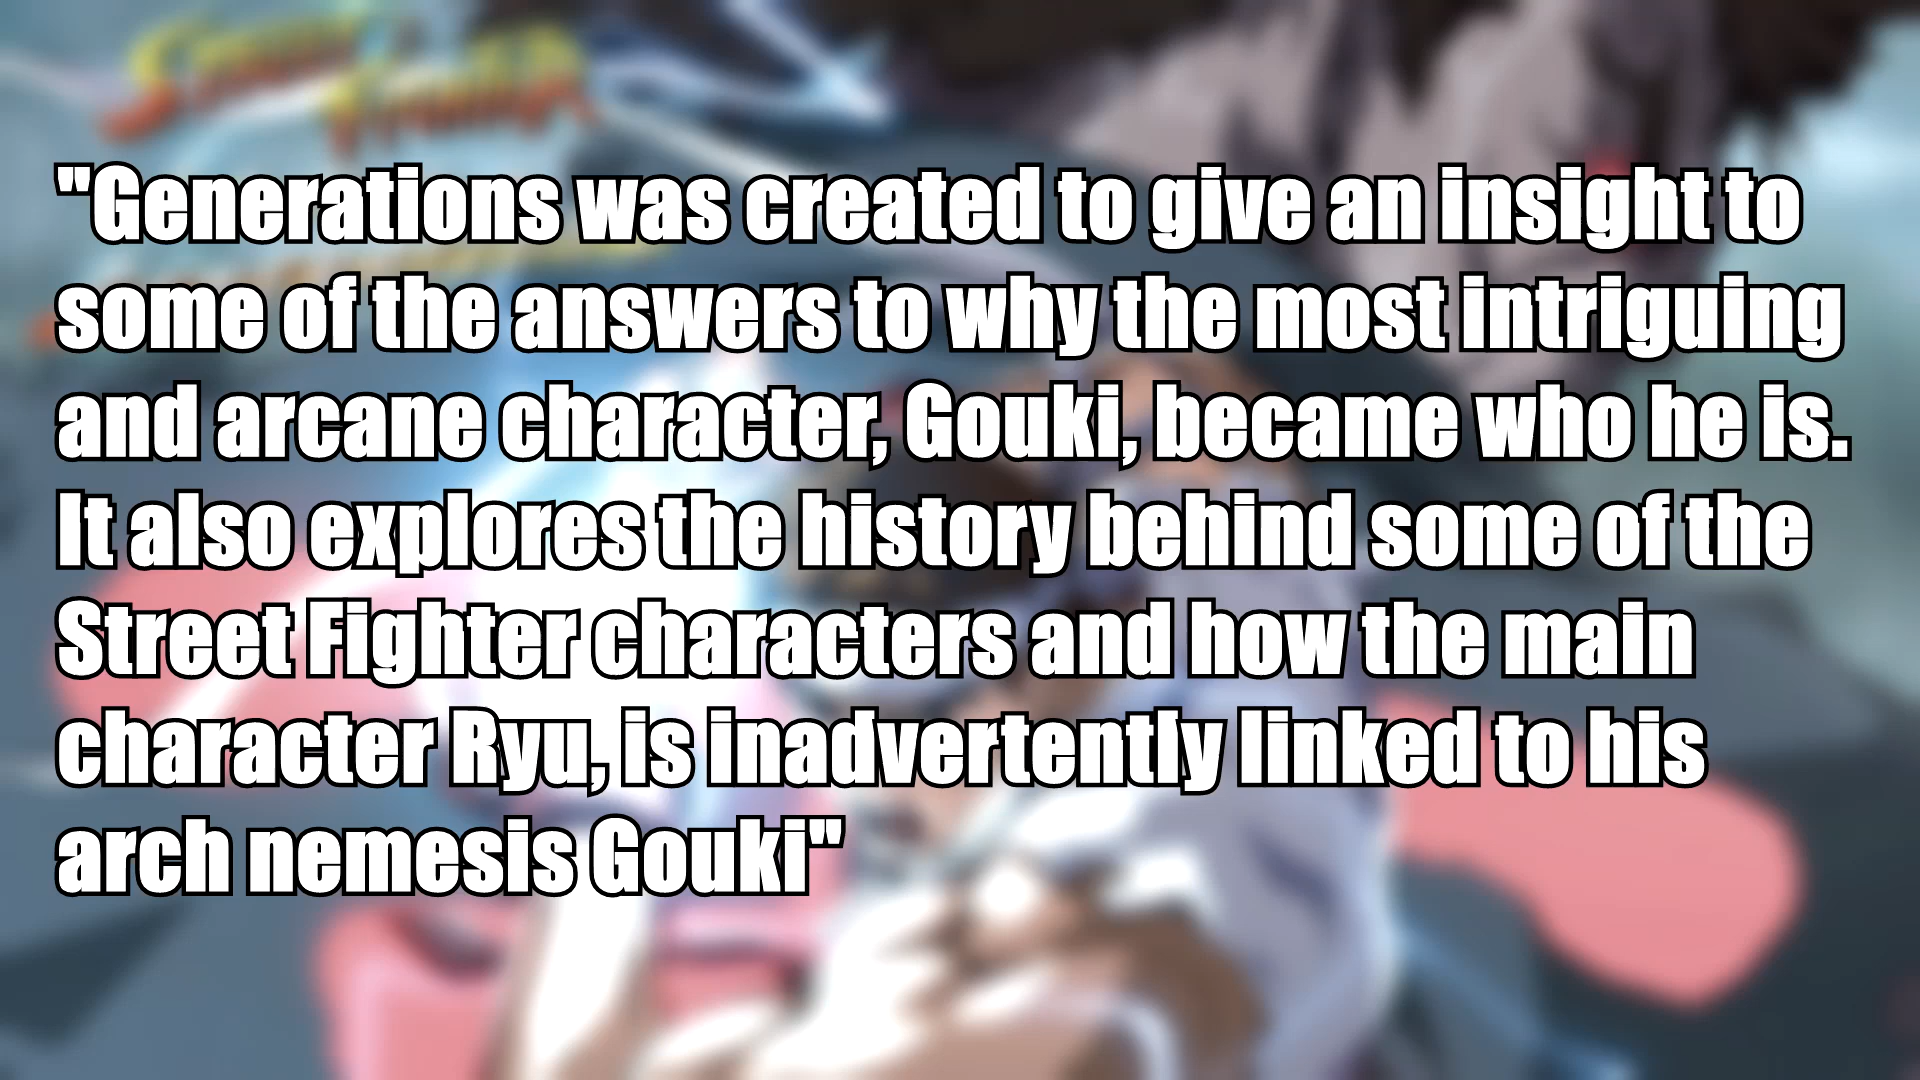 Street
Fighter
"Generations was created to give an insight to
some of the answers to why the most intriguing
and arcane character, Gouki, became who he is.
It also explores the history behind some of the
Street Fighter characters and how the main
character Ryu, is inadvertently linked to his
arch nemesis Gouki"